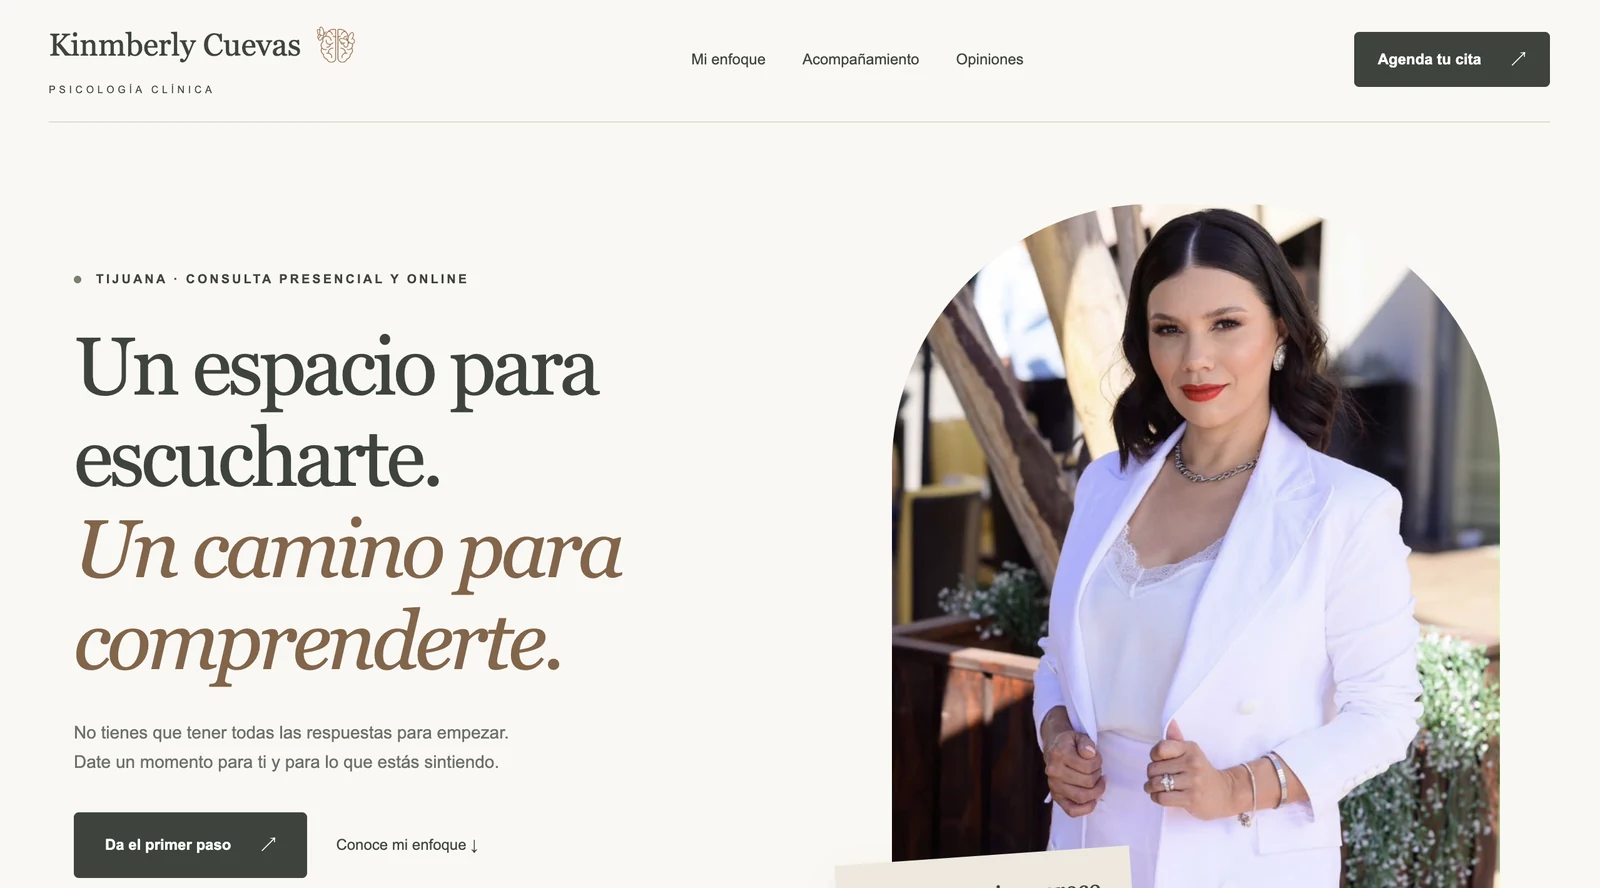 Kinmberly Cuevas
PSICOLOGÍA CLÍNICA
Mi enfoque
Acompañamiento
Opiniones
Agenda tu cita ↗
TIJUANA · CONSULTA PRESENCIAL Y ONLINE
Un espacio para
escucharte.
Un camino para
comprenderte.
No tienes que tener todas las respuestas para empezar.
Date un momento para ti y para lo que estás sintiendo.
Da el primer paso ↗
Conoce mi enfoque ↓